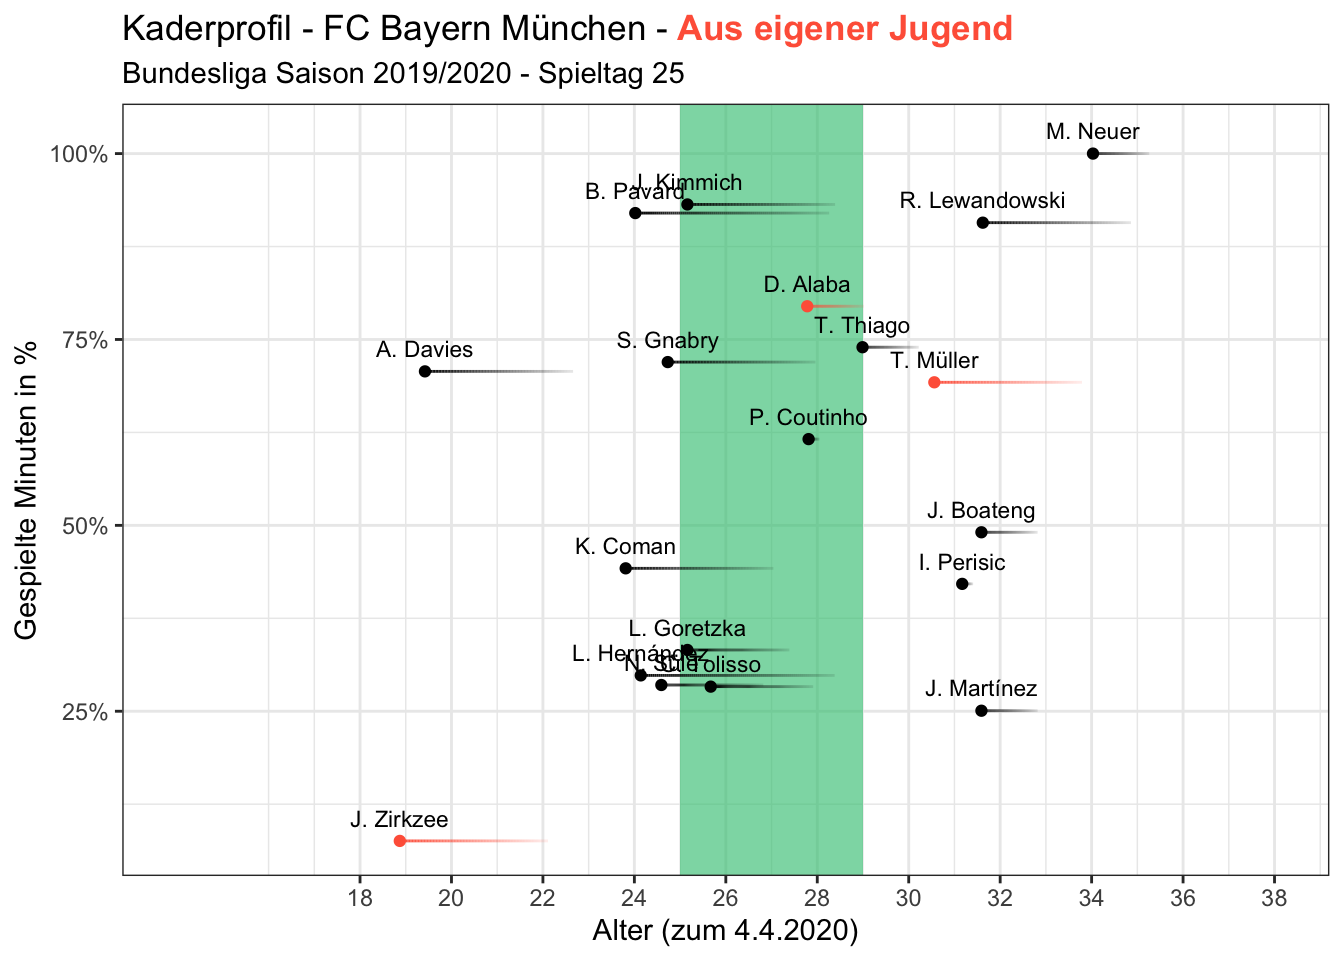 Kaderprofil - FC Bayern München - Aus eigener Jugend
Bundesliga Saison 2019/2020 - Spieltag 25
M. Neuer
100%
J. Kimmich
B. Pavard
R. Lewandowski
D. Alaba
T. Thiago
75%
S. Gnabry
A. Davies
T. Müller
P. Coutinho
Gespielte Minuten in %
50%
J. Boateng
K. Coman
I. Perisic
L. Goretzka
L. Hernández
C. Tolisso
J. Martínez
25%
J. Zirkzee
18 20 22 24 26 28 30 32 34 36 38
Alter (zum 4.4.2020)